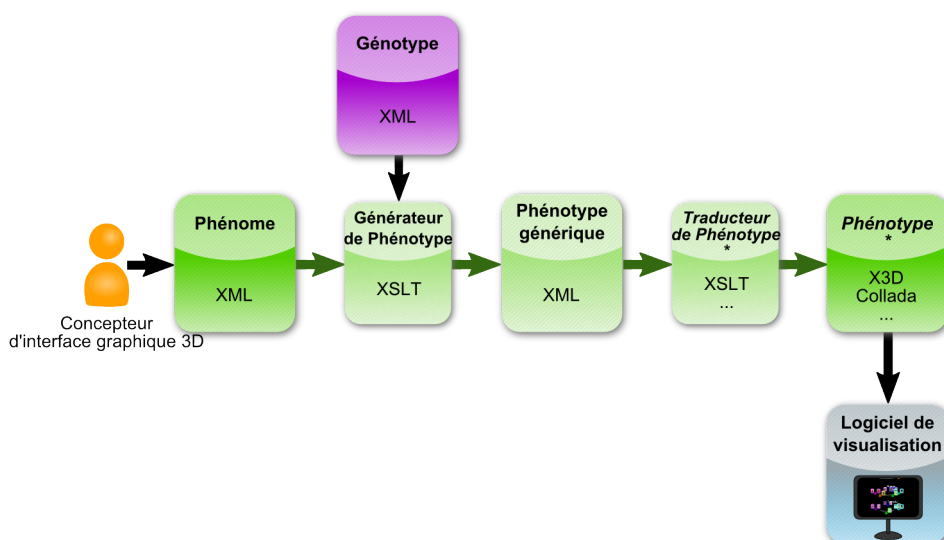 Génotype
XML
Phénome
XML
Générateur
de Phénotype
XSLT
Phénotype
générique
XML
Traducteur
de Phénotype
*
XSLT
...
Phénotype
*
X3D
Collada
...
Concepteur
d'interface graphique 3D
Logiciel de
visualisation